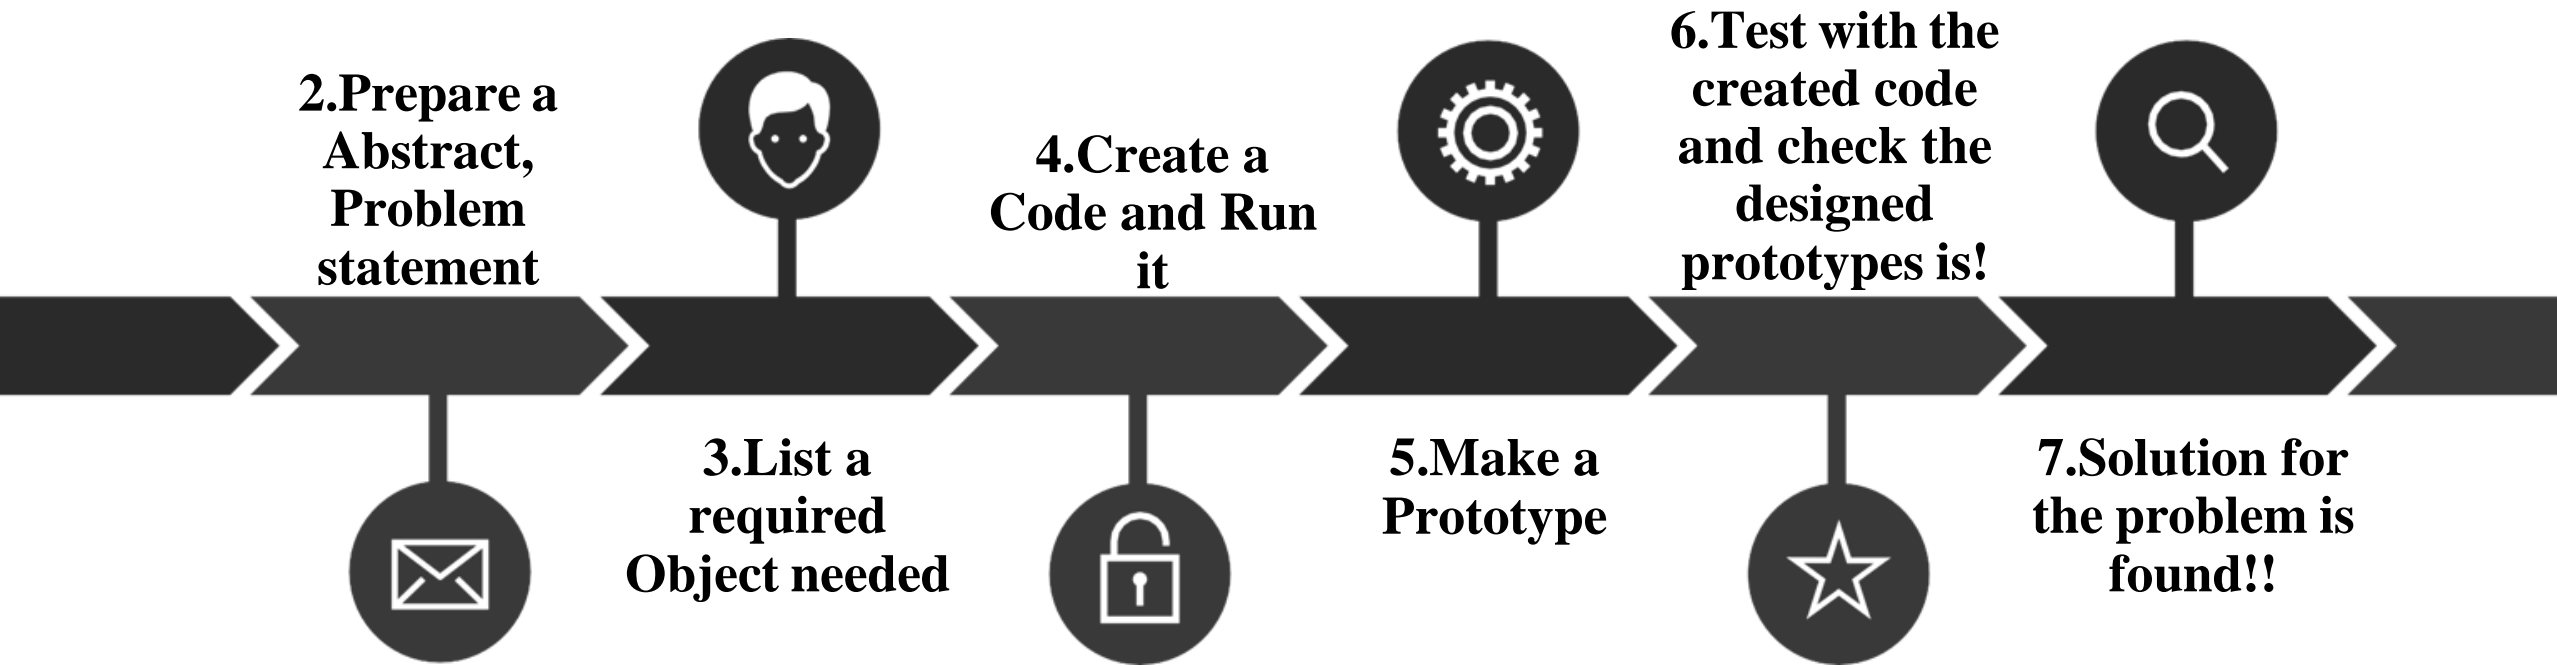 2.Prepare a
Abstract,
Problem
statement
3.List a
required
Object needed
4.Create a
Code and Run
it
5.Make a
Prototype
6.Test with the
created code
and check the
designed
prototypes is!
7.Solution for
the problem is
found!!